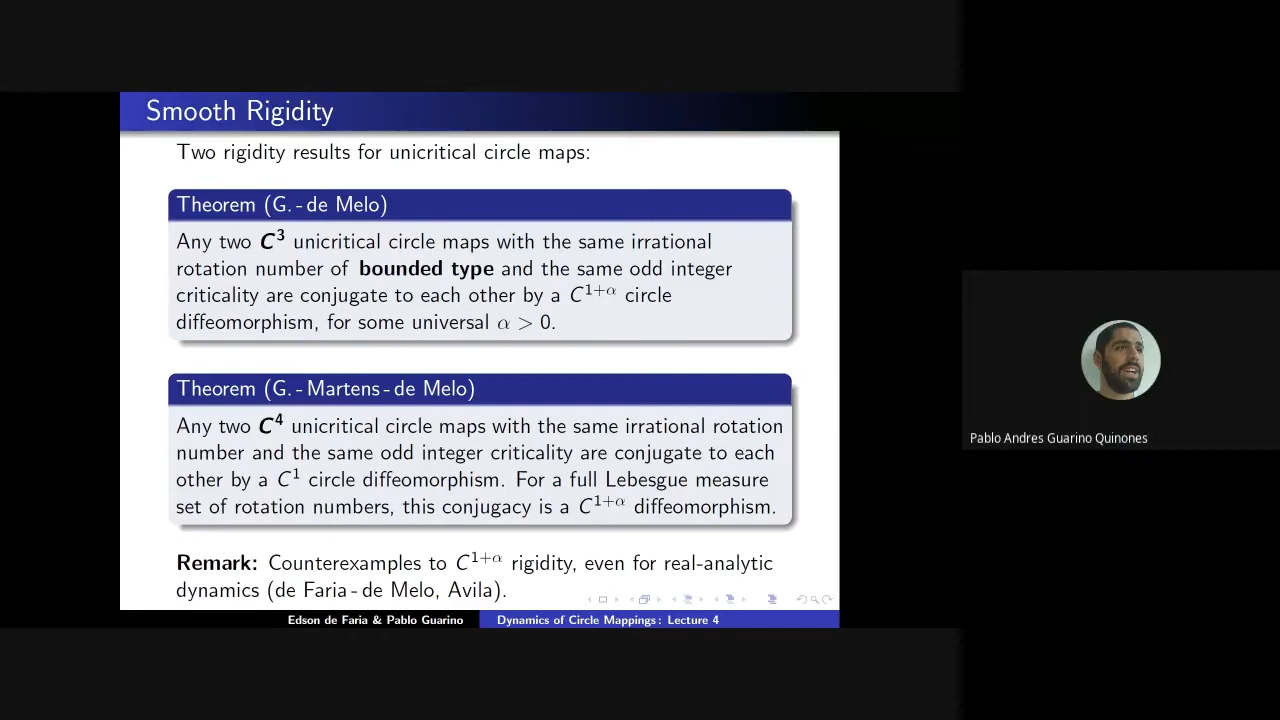 Smooth Rigidity
Two rigidity results for unicritical circle maps:
Theorem (G. - de Melo)
Any two C³ unicritical circle maps with the same irrational
rotation number of bounded type and the same odd integer
criticality are conjugate to each other by a C¹⁺ᵅ circle
diffeomorphism, for some universal α > 0.
Theorem (G. - Martens - de Melo)
Any two C⁴ unicritical circle maps with the same irrational rotation
number and the same odd integer criticality are conjugate to each
other by a C¹ circle diffeomorphism. For a full Lebesgue measure
set of rotation numbers, this conjugacy is a C¹⁺ᵅ diffeomorphism.
Remark: Counterexamples to C¹⁺ᵅ rigidity, even for real-analytic
dynamics (de Faria - de Melo, Avila).
Edson de Faria & Pablo Guarino
Dynamics of Circle Mappings: Lecture 4
Pablo Andres Guarino Quinones